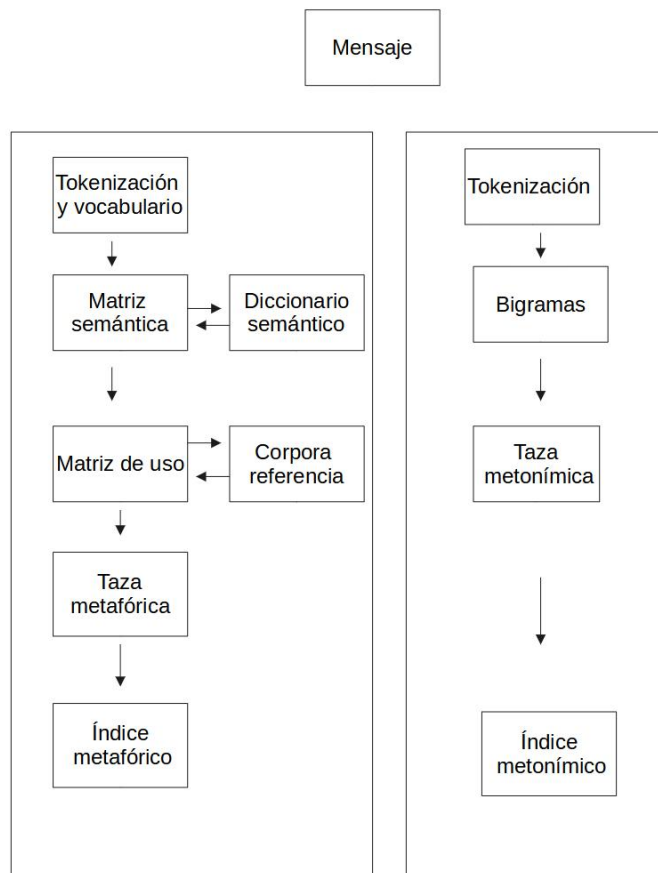 Mensaje
Tokenización
y vocabulario
Matriz
semántica
Diccionario
semántico
Matriz de uso
Corpora
referencia
Taza
metafórica
Índice
metafórico
Tokenización
Bigramas
Taza
metonímica
Índice
metonímico